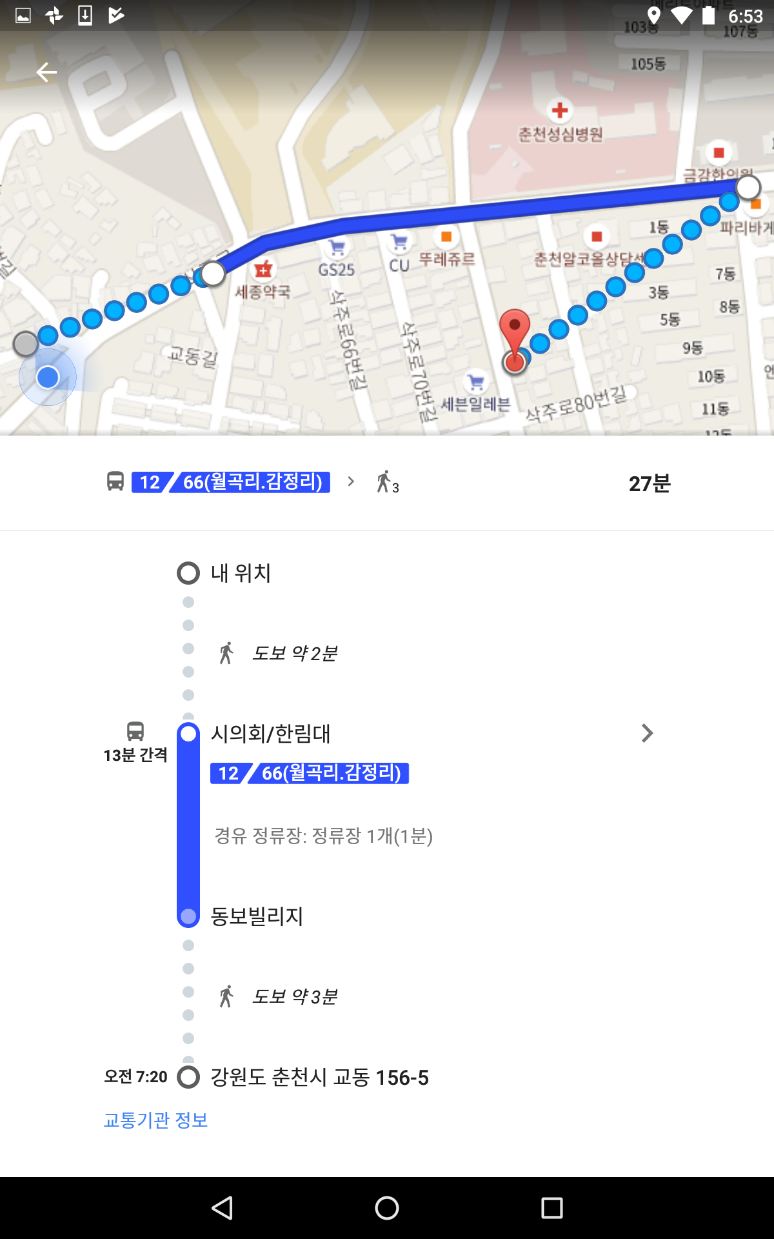 6:53
103동
107동
105동
춘천성심병원
금강한의원
파리바게
1동
뚜레쥬르
춘천알코올상담센
GS25
CU
7동
세종약국
3동
8동
삭주로66번길
삭주로70번길
5동
교동길
9동
10동
세븐일레븐
삭주로80번길
11동
12 66(월곡리.감정리) 3 27분
내 위치
도보 약 2분
시의회/한림대
13분 간격
12 66(월곡리.감정리)
경유 정류장: 정류장 1개(1분)
동보빌리지
도보 약 3분
오전 7:20 강원도 춘천시 교동 156-5
교통기관 정보